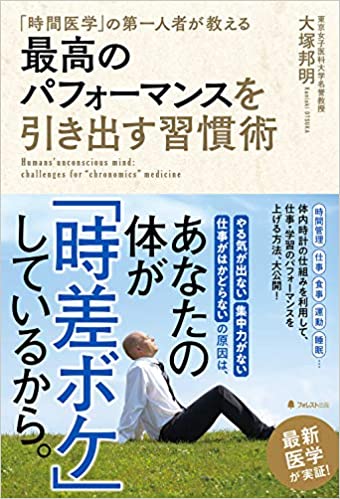 「時間医学」の第一人者が教える
最高の
パフォーマンスを
引き出す習慣術
Humans'unconscious mind:
challenges for "chronomics" medicine
東京女子医科大学名誉教授
大塚邦明
Kuniaki OTSUKA
時間管理 仕事 食事 運動 睡眠…
体内時計の仕組みを利用して、
仕事・学習のパフォーマンスを
上げる方法、大公開!
やる気が出ない 集中力がない
仕事がはかどらないの原因は、
あなたの
体が
「時差ボケ」
しているから。
フォレスト出版
最新
医学が
実証!